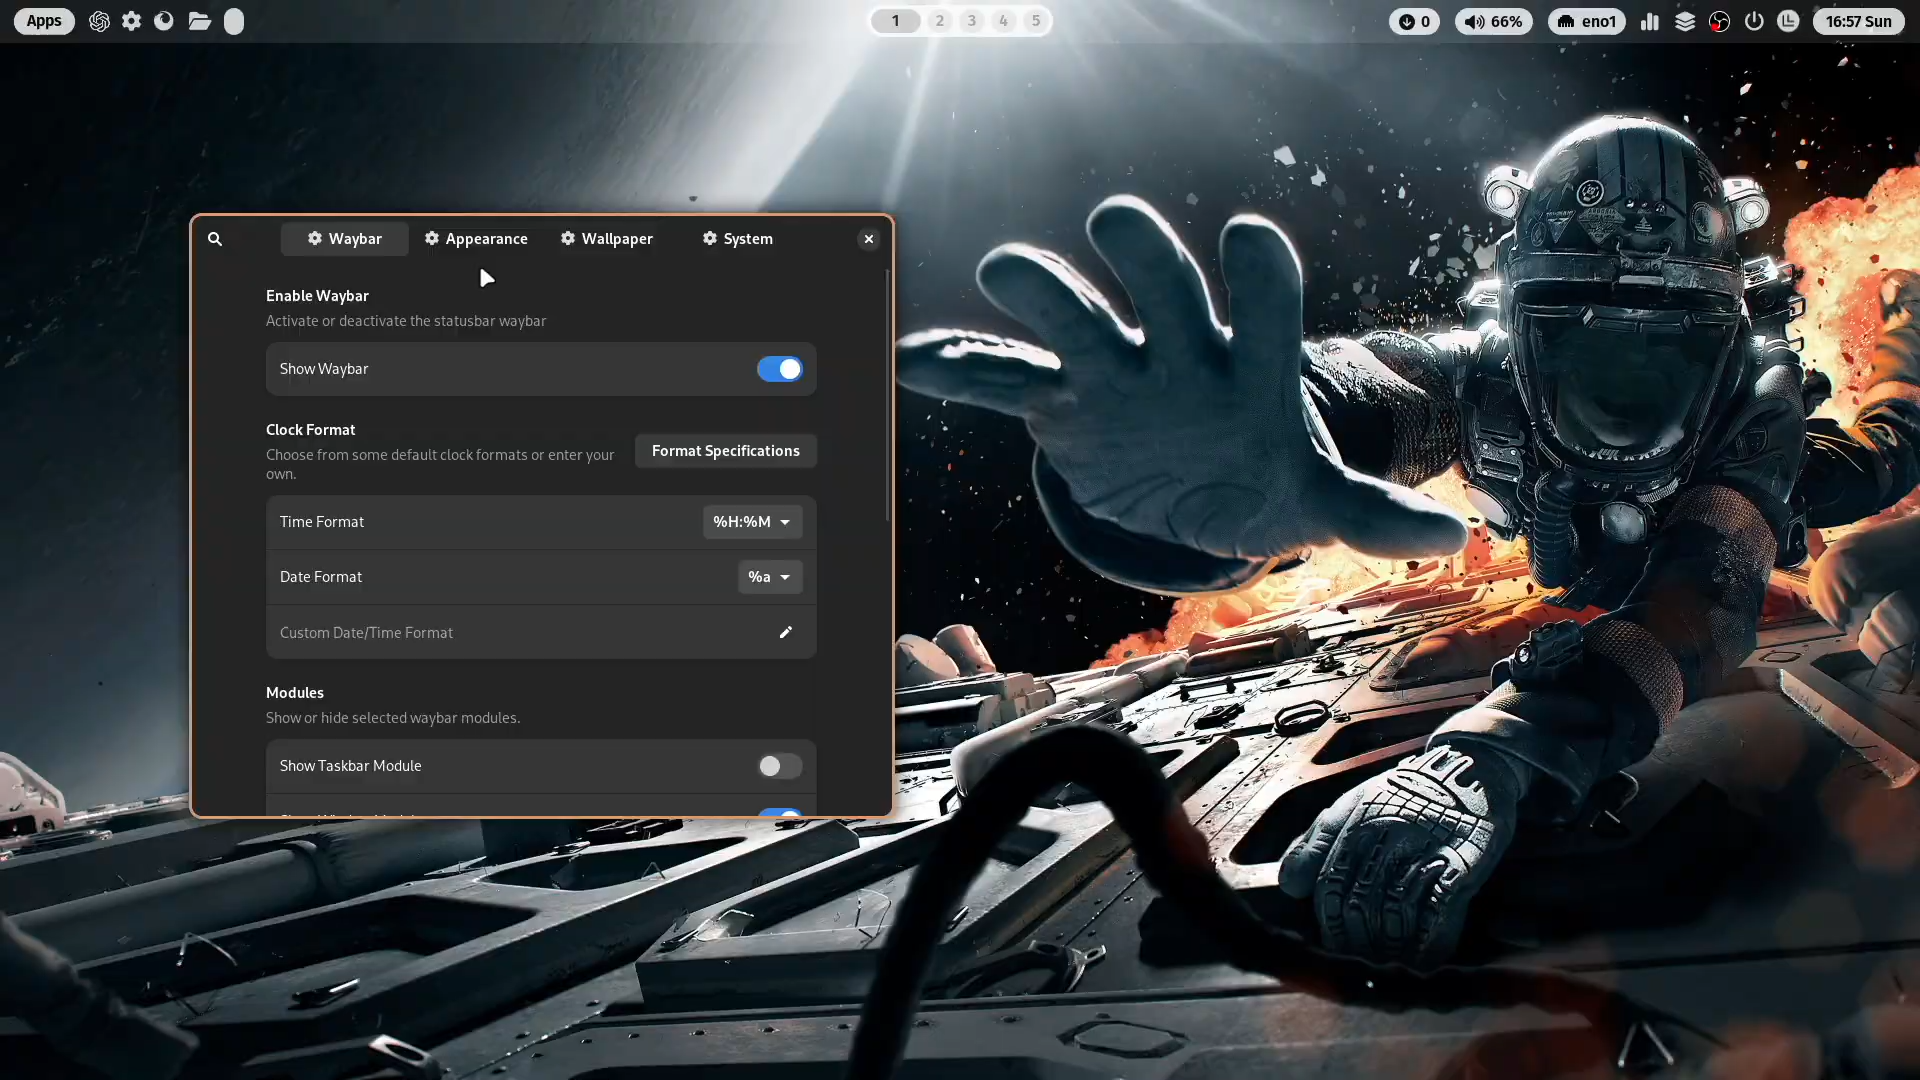 Apps
1 2 3 4 5
0
66%
eno1
16:57 Sun
Waybar
Appearance
Wallpaper
System
Enable Waybar
Activate or deactivate the statusbar waybar
Show Waybar
Clock Format
Choose from some default clock formats or enter your
own.
Format Specifications
Time Format
%H:%M
Date Format
%a
Custom Date/Time Format
Modules
Show or hide selected waybar modules.
Show Taskbar Module